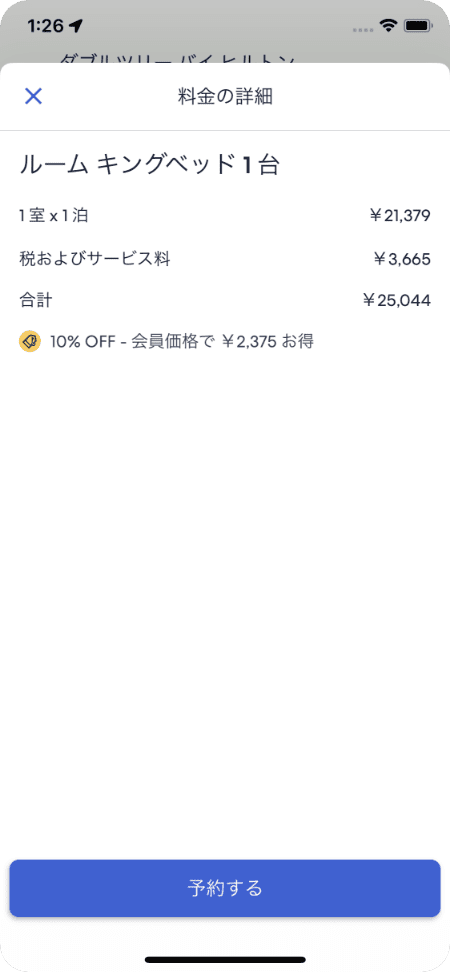 1:26
ダブルツリー バイ ヒルトン
料金の詳細
ルーム キングベッド 1 台
1 室 x 1 泊 ￥21,379
税およびサービス料 ￥3,665
合計 ￥25,044
10% OFF - 会員価格で ￥2,375 お得
予約する